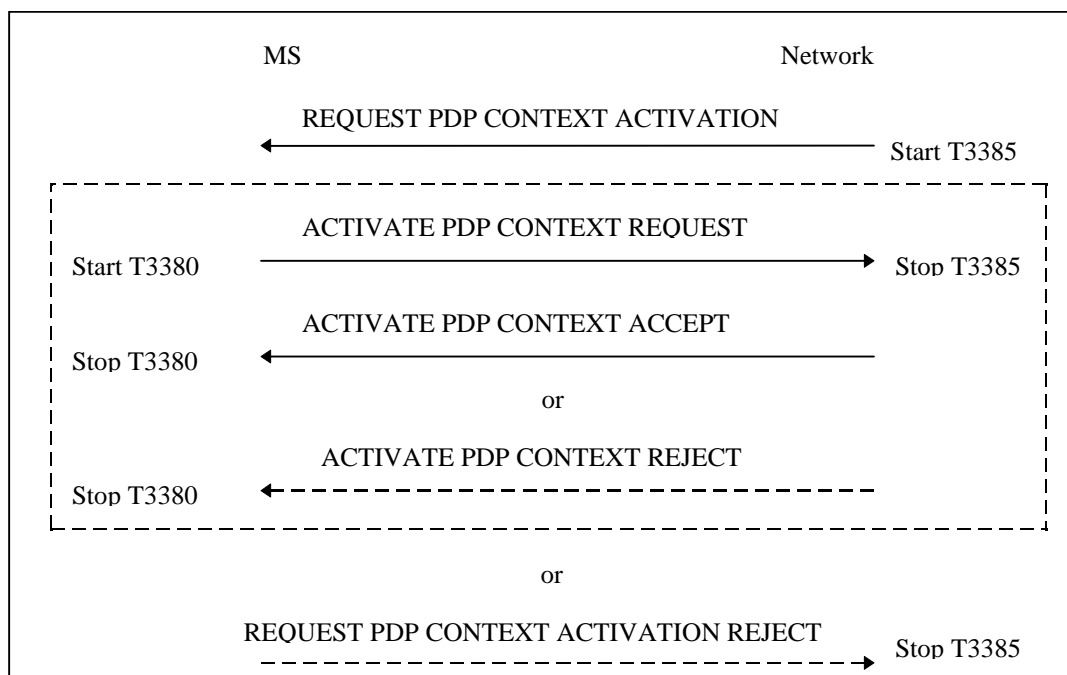 MS Network
REQUEST PDP CONTEXT ACTIVATION
Start T3385
ACTIVATE PDP CONTEXT REQUEST
Start T3380 Stop T3385
ACTIVATE PDP CONTEXT ACCEPT
Stop T3380
or
ACTIVATE PDP CONTEXT REJECT
Stop T3380
or
REQUEST PDP CONTEXT ACTIVATION REJECT
Stop T3385